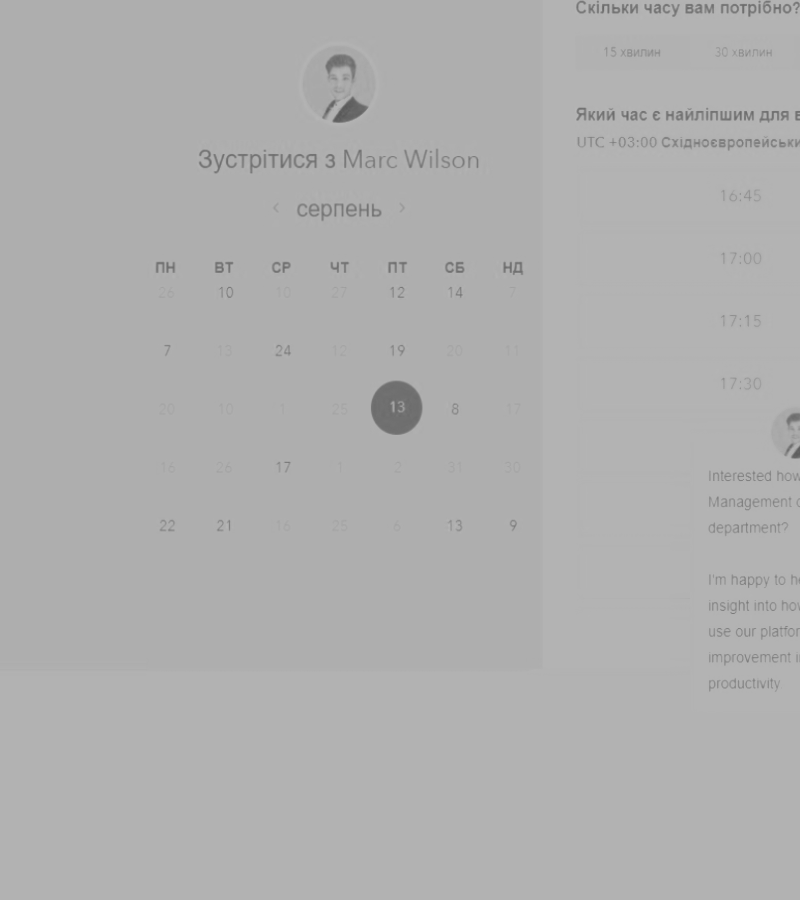 Зустрітися з Marc Wilson
‹ серпень ›
ПН ВТ СР ЧТ ПТ СБ НД
26 10 10 27 12 14 7
7 13 24 12 19 20 11
20 10 1 25 13 8 17
16 26 17 1 2 31 30
22 21 16 25 6 13 9
Скільки часу вам потрібно?
15 хвилин 30 хвилин
Який час є найліпшим для
UTC +03:00
16:45
17:00
17:15
17:30
Interested how
Management
department?
I'm happy to
insight into
use our
improvement
productivity